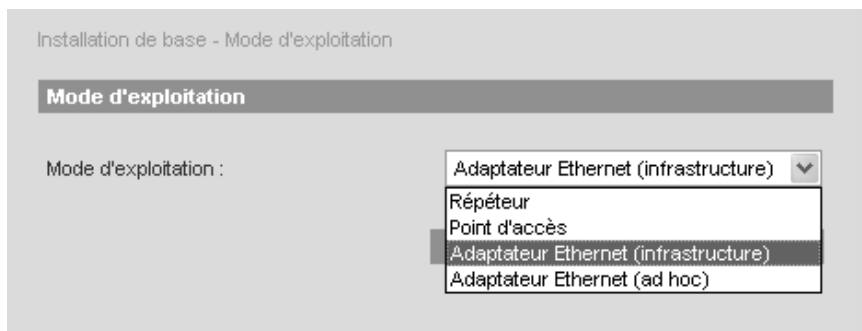 Installation de base - Mode d'exploitation
Mode d'exploitation
Mode d'exploitation :
Adaptateur Ethernet (infrastructure)
Répéteur
Point d'accès
Adaptateur Ethernet (infrastructure)
Adaptateur Ethernet (ad hoc)